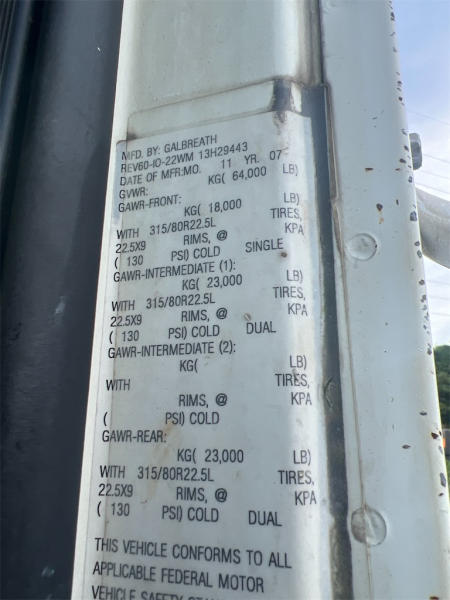 MFD. BY: GALBREATH
REV60-IO-22WM 13H29443
DATE OF MFR:MO. 11 YR. 07
GVWR: KG( 64,000 LB)
GAWR-FRONT:
KG( 18,000 LB)
WITH 315/80R22.5L TIRES,
22.5X9 RIMS, @ KPA
( 130 PSI) COLD SINGLE
GAWR-INTERMEDIATE (1):
KG( 23,000 LB)
WITH 315/80R22.5L TIRES,
22.5X9 RIMS, @ KPA
( 130 PSI) COLD DUAL
GAWR-INTERMEDIATE (2):
KG( LB)
WITH TIRES,
RIMS, @ KPA
( PSI) COLD
GAWR-REAR:
KG( 23,000 LB)
WITH 315/80R22.5L TIRES,
22.5X9 RIMS, @ KPA
( 130 PSI) COLD DUAL
THIS VEHICLE CONFORMS TO ALL
APPLICABLE FEDERAL MOTOR
VEHICLE SAFETY